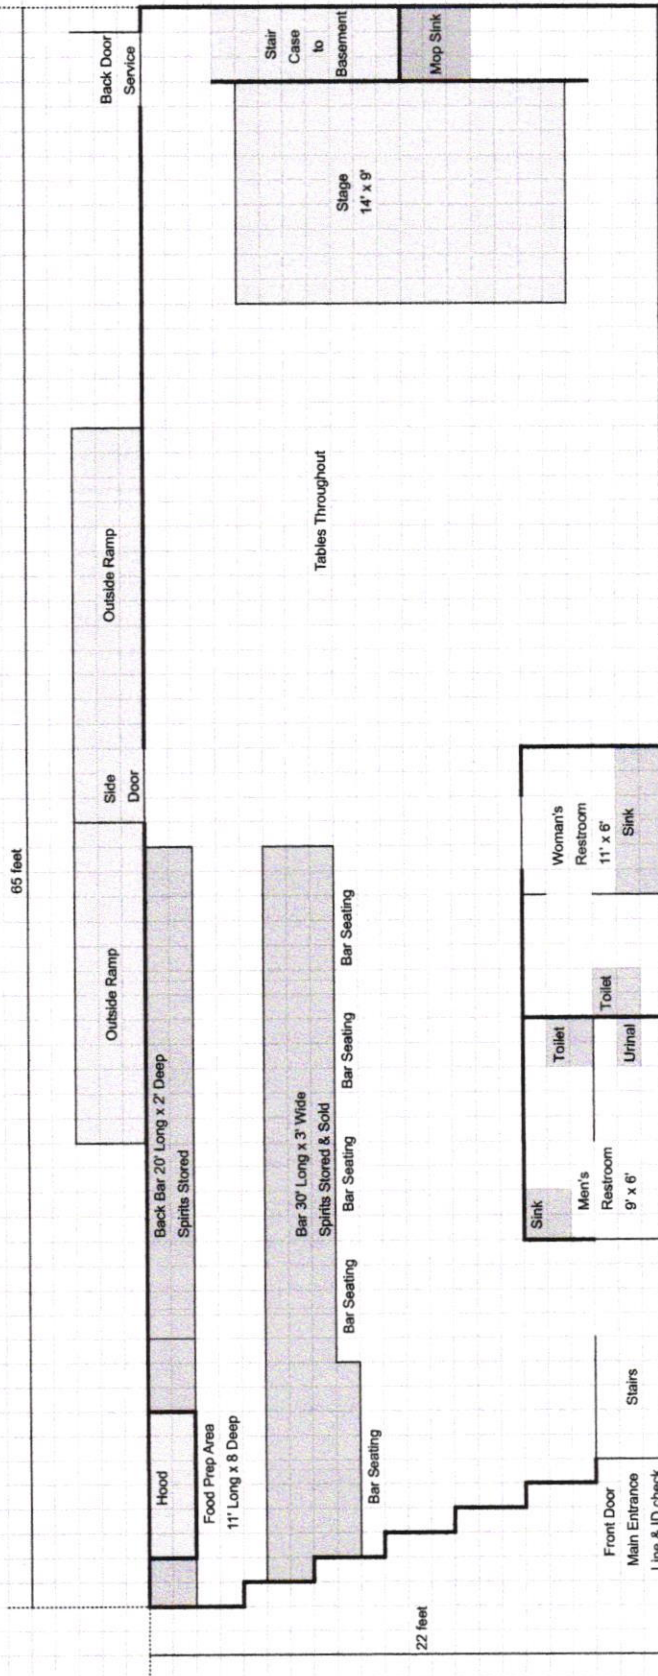 65 feet
Back Door
Service
Stair
Case
to
Basement
Mop Sink
Stage
14' x 9'
Outside Ramp
Tables Throughout
Side
Door
Outside Ramp
Woman's
Restroom
11' x 6'
Sink
Toilet
Toilet
Urinal
Men's
Restroom
9' x 6'
Sink
Back Bar 20' Long x 2' Deep
Spirits Stored
Bar 30' Long x 3' Wide
Spirits Stored & Sold
Bar Seating
Bar Seating
Bar Seating
Bar Seating
Bar Seating
Hood
Food Prep Area
11' Long x 8 Deep
Stairs
Front Door
Main Entrance
Line & ID check
22 feet